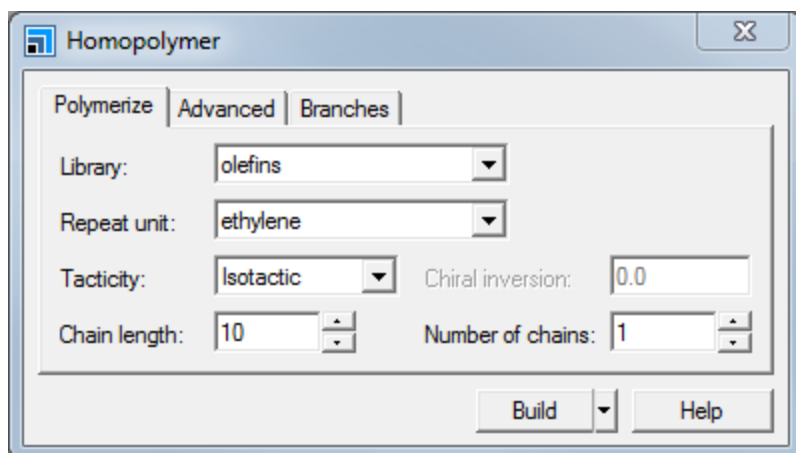 Homopolymer
Polymerize Advanced Branches
Library: olefins
Repeat unit: ethylene
Tacticity: Isotactic Chiral inversion: 0.0
Chain length: 10 Number of chains: 1
Build Help